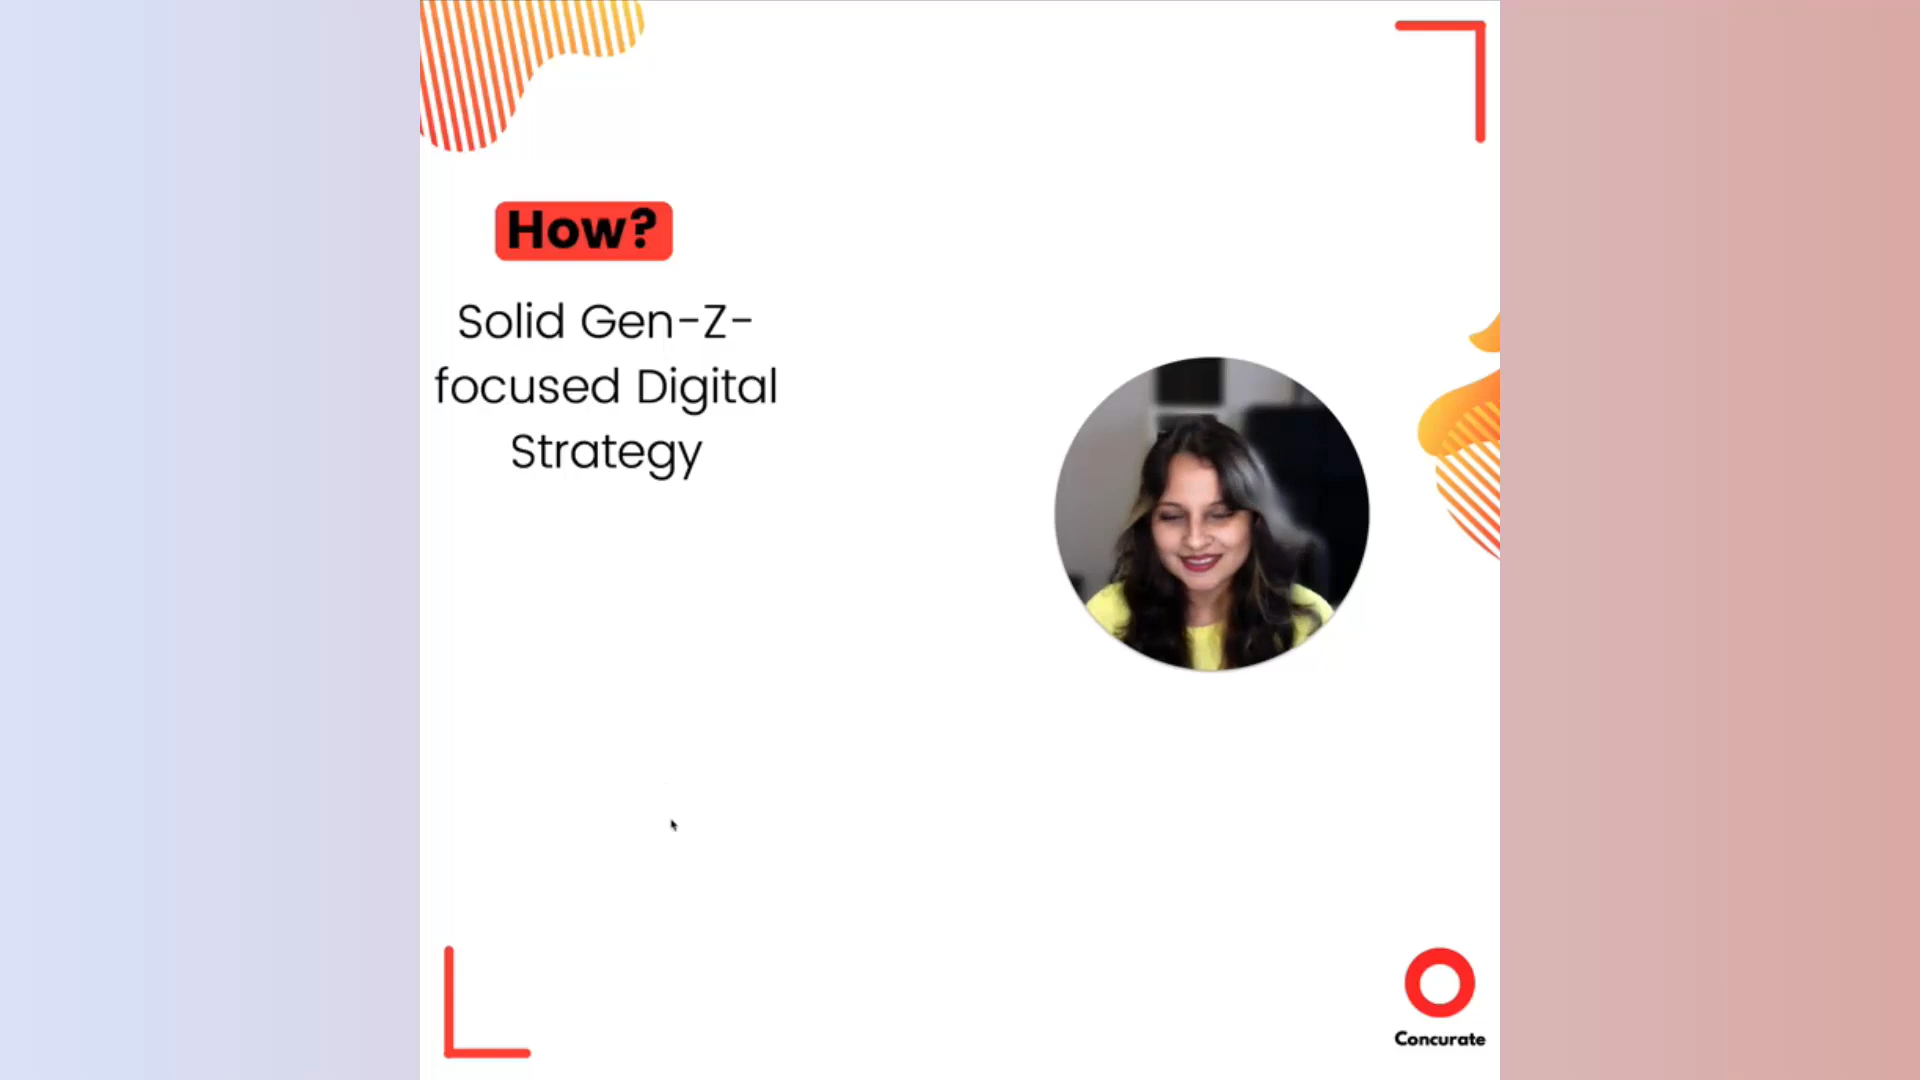 How?
Solid Gen-Z-
focused Digital
Strategy
Concurate